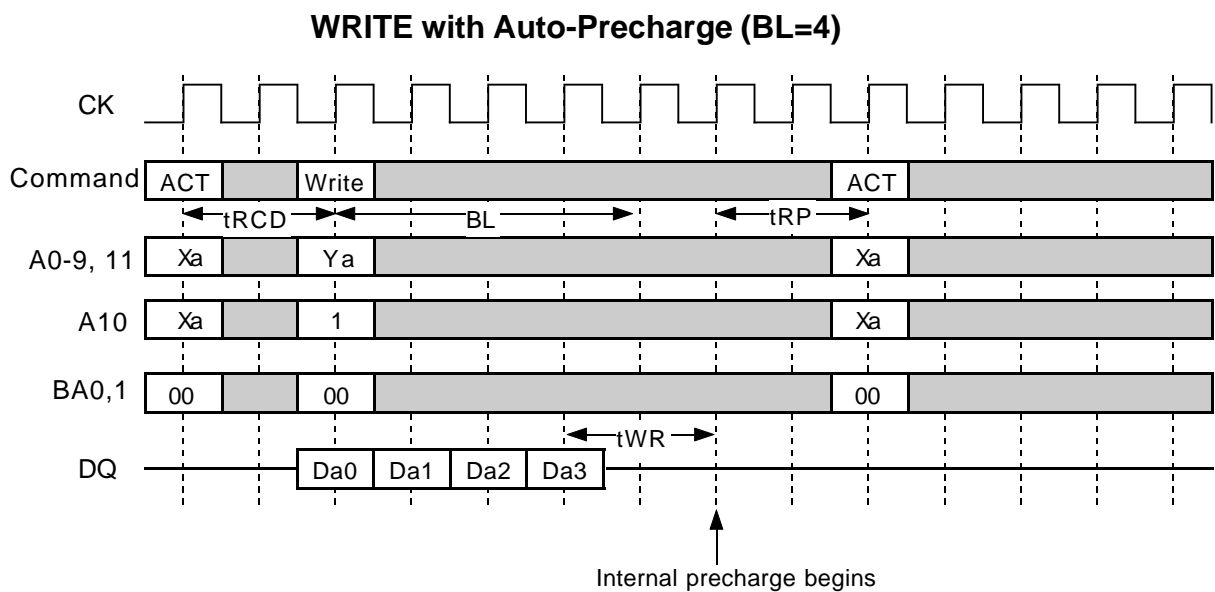 WRITE with Auto-Precharge (BL=4)
CK
Command ACT Write ACT
tRCD BL tRP
A0-9, 11 Xa Ya Xa
A10 Xa 1 Xa
BA0,1 00 00 00
tWR
DQ Da0 Da1 Da2 Da3
Internal precharge begins